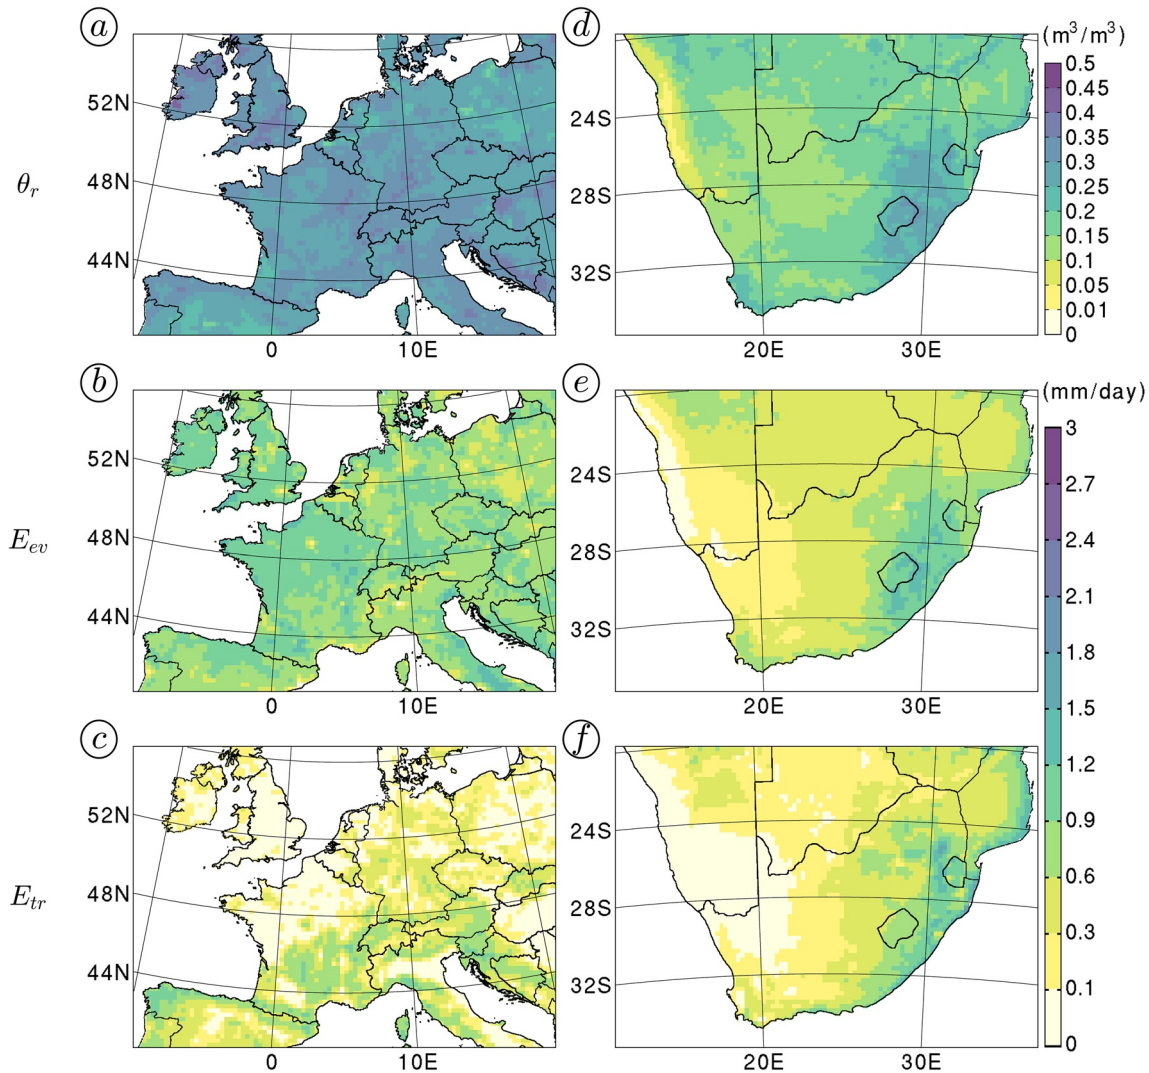 a
d
(m³/m³)
θr
52N
48N
44N
0
10E
24S
28S
32S
20E
30E
0.5
0.45
0.4
0.35
0.3
0.25
0.2
0.15
0.1
0.05
0.01
0
b
e
(mm/day)
Eev
52N
48N
44N
0
10E
24S
28S
32S
20E
30E
c
f
Etr
52N
48N
44N
0
10E
24S
28S
32S
20E
30E
3
2.7
2.4
2.1
1.8
1.5
1.2
0.9
0.6
0.3
0.1
0